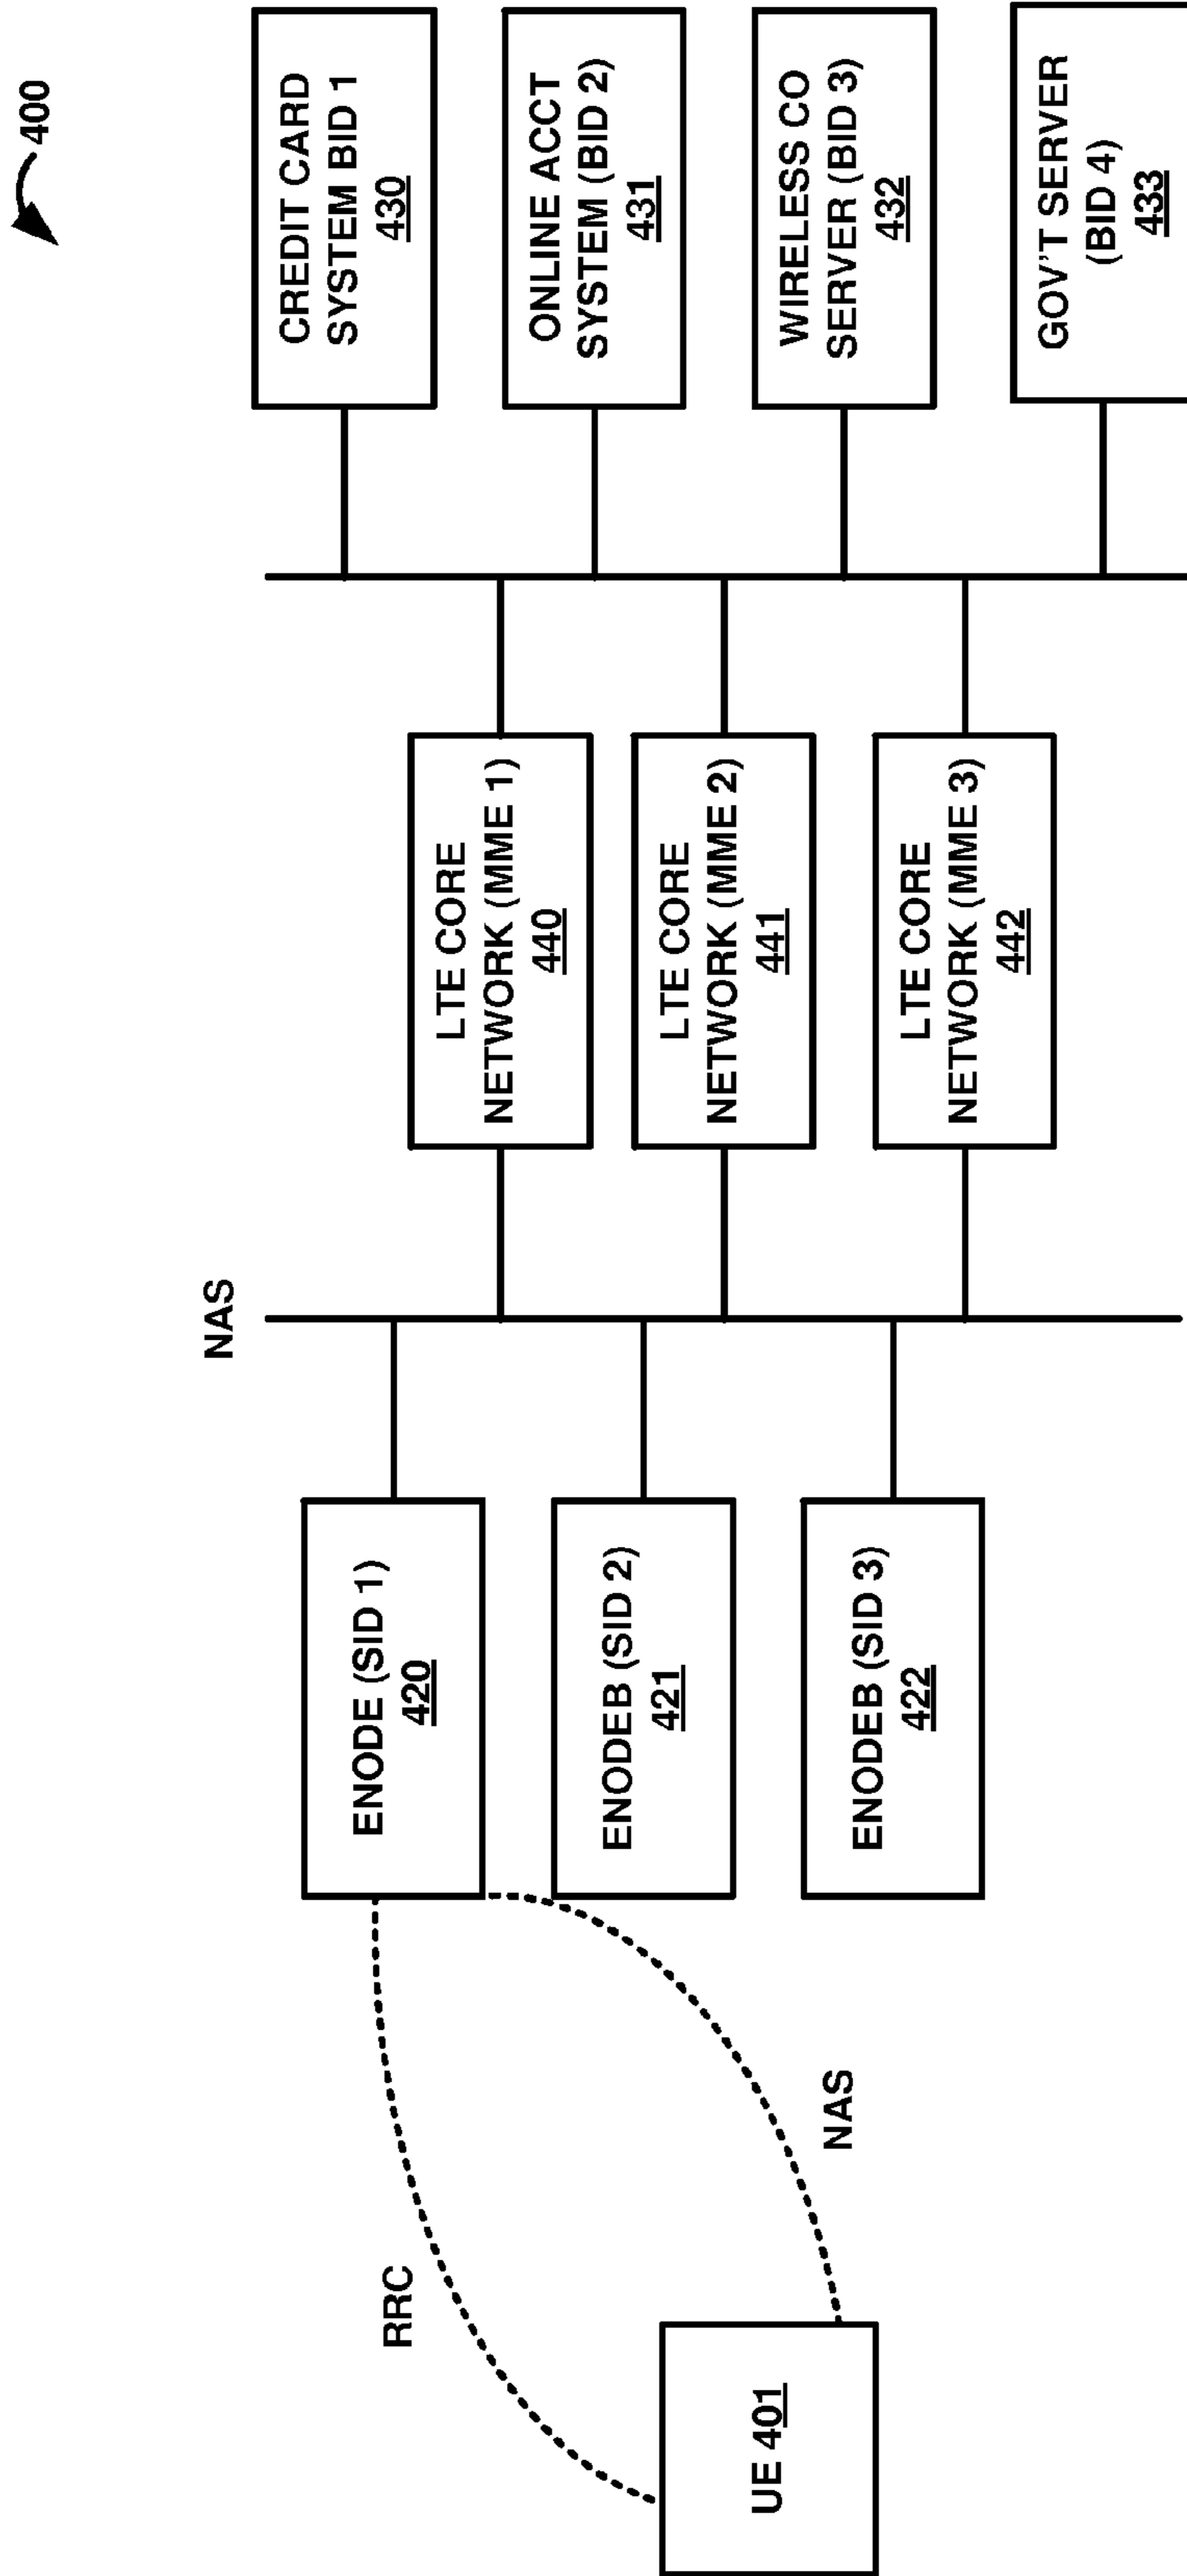 400
NAS
RRC
NAS
UE 401
ENODE (SID 1)
420
ENODEB (SID 2)
421
ENODEB (SID 3)
422
LTE CORE
NETWORK (MME 1)
440
LTE CORE
NETWORK (MME 2)
441
LTE CORE
NETWORK (MME 3)
442
CREDIT CARD
SYSTEM BID 1
430
ONLINE ACCT
SYSTEM (BID 2)
431
WIRELESS CO
SERVER (BID 3)
432
GOV'T SERVER
(BID 4)
433